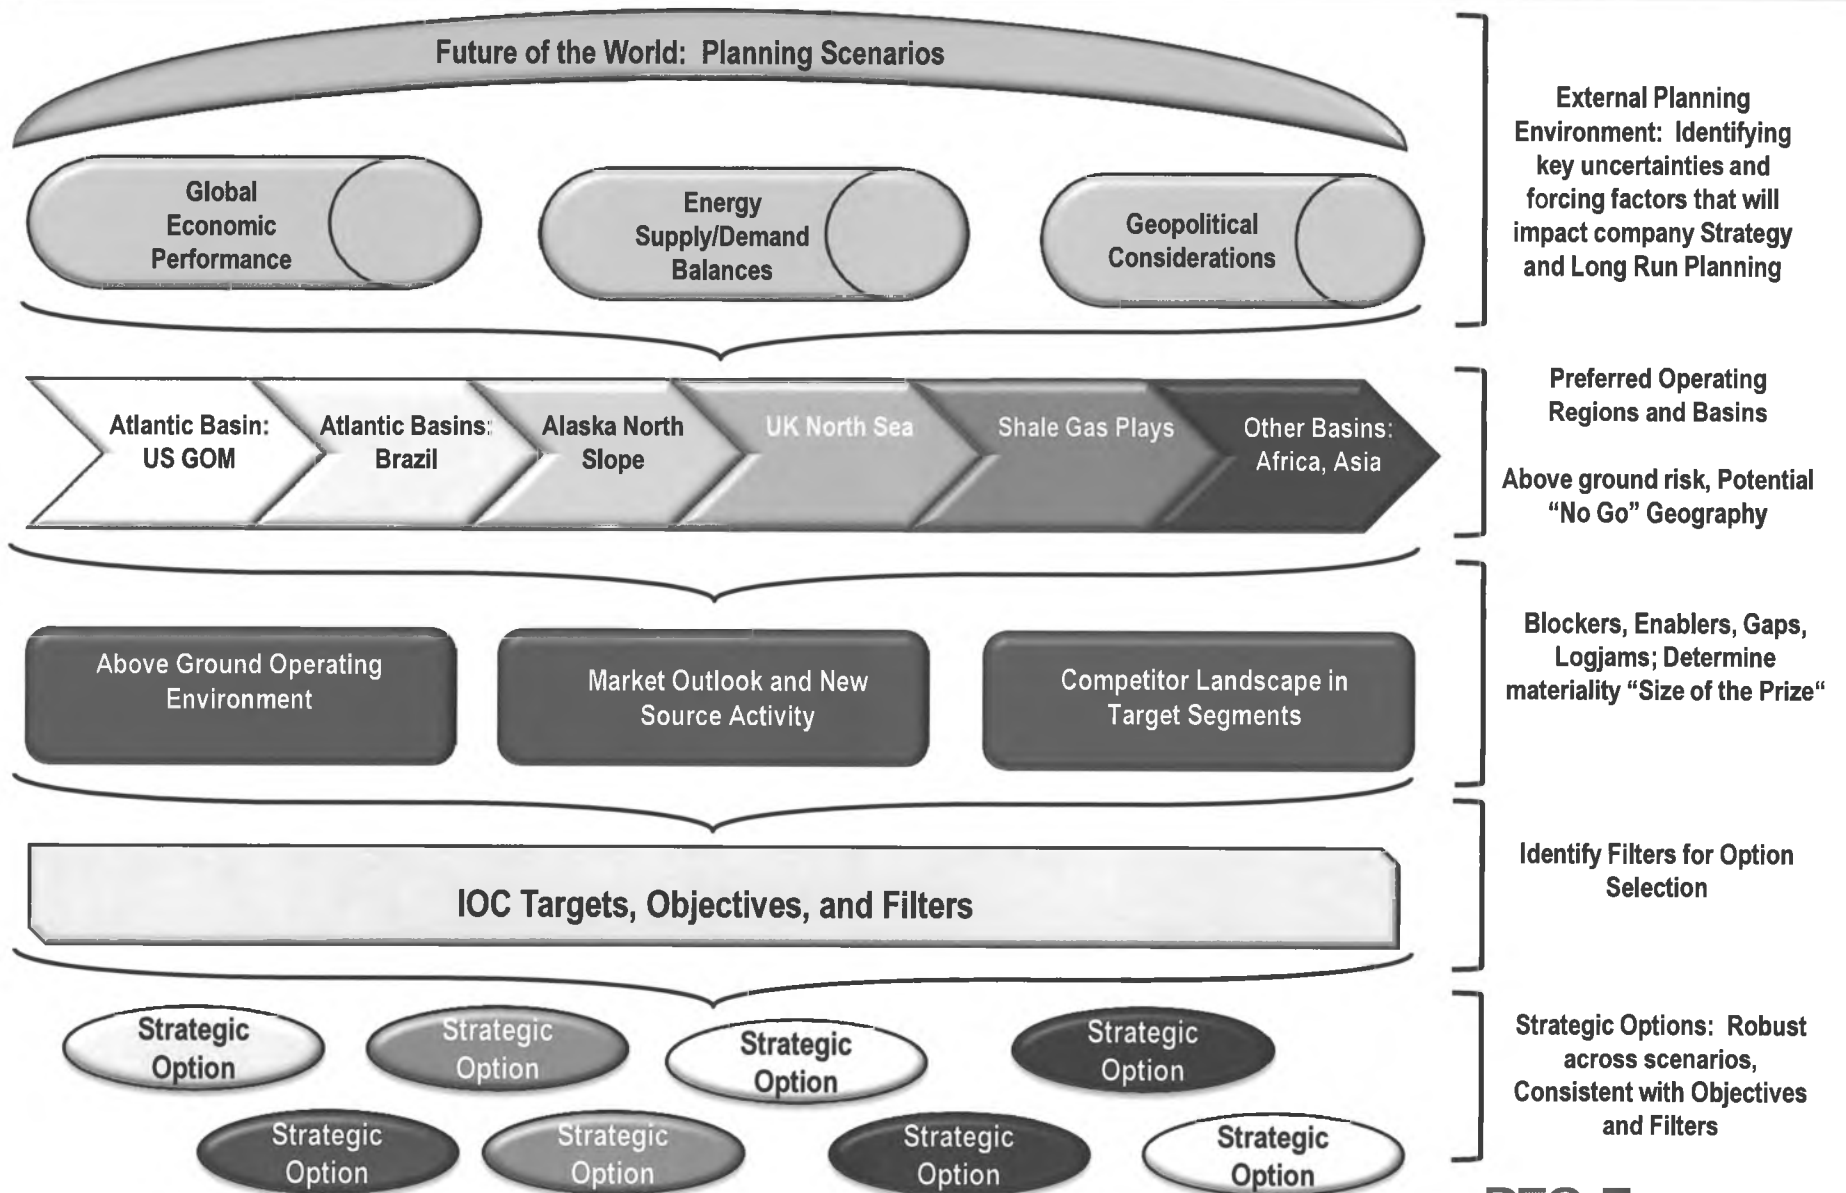 Future of the World: Planning Scenarios
Global
Economic
Performance
Energy
Supply/Demand
Balances
Geopolitical
Considerations
External Planning
Environment: Identifying
key uncertainties and
forcing factors that will
impact company Strategy
and Long Run Planning
Atlantic Basin:
US GOM
Atlantic Basins:
Brazil
Alaska North
Slope
UK North Sea
Shale Gas Plays
Other Basins:
Africa, Asia
Preferred Operating
Regions and Basins
Above ground risk, Potential
“No Go” Geography
Above Ground Operating
Environment
Market Outlook and New
Source Activity
Competitor Landscape in
Target Segments
Blockers, Enablers, Gaps,
Logjams; Determine
materiality “Size of the Prize“
IOC Targets, Objectives, and Filters
Identify Filters for Option
Selection
Strategic
Option
Strategic
Option
Strategic
Option
Strategic
Option
Strategic
Option
Strategic
Option
Strategic
Option
Strategic
Option
Strategic Options: Robust
across scenarios,
Consistent with Objectives
and Filters